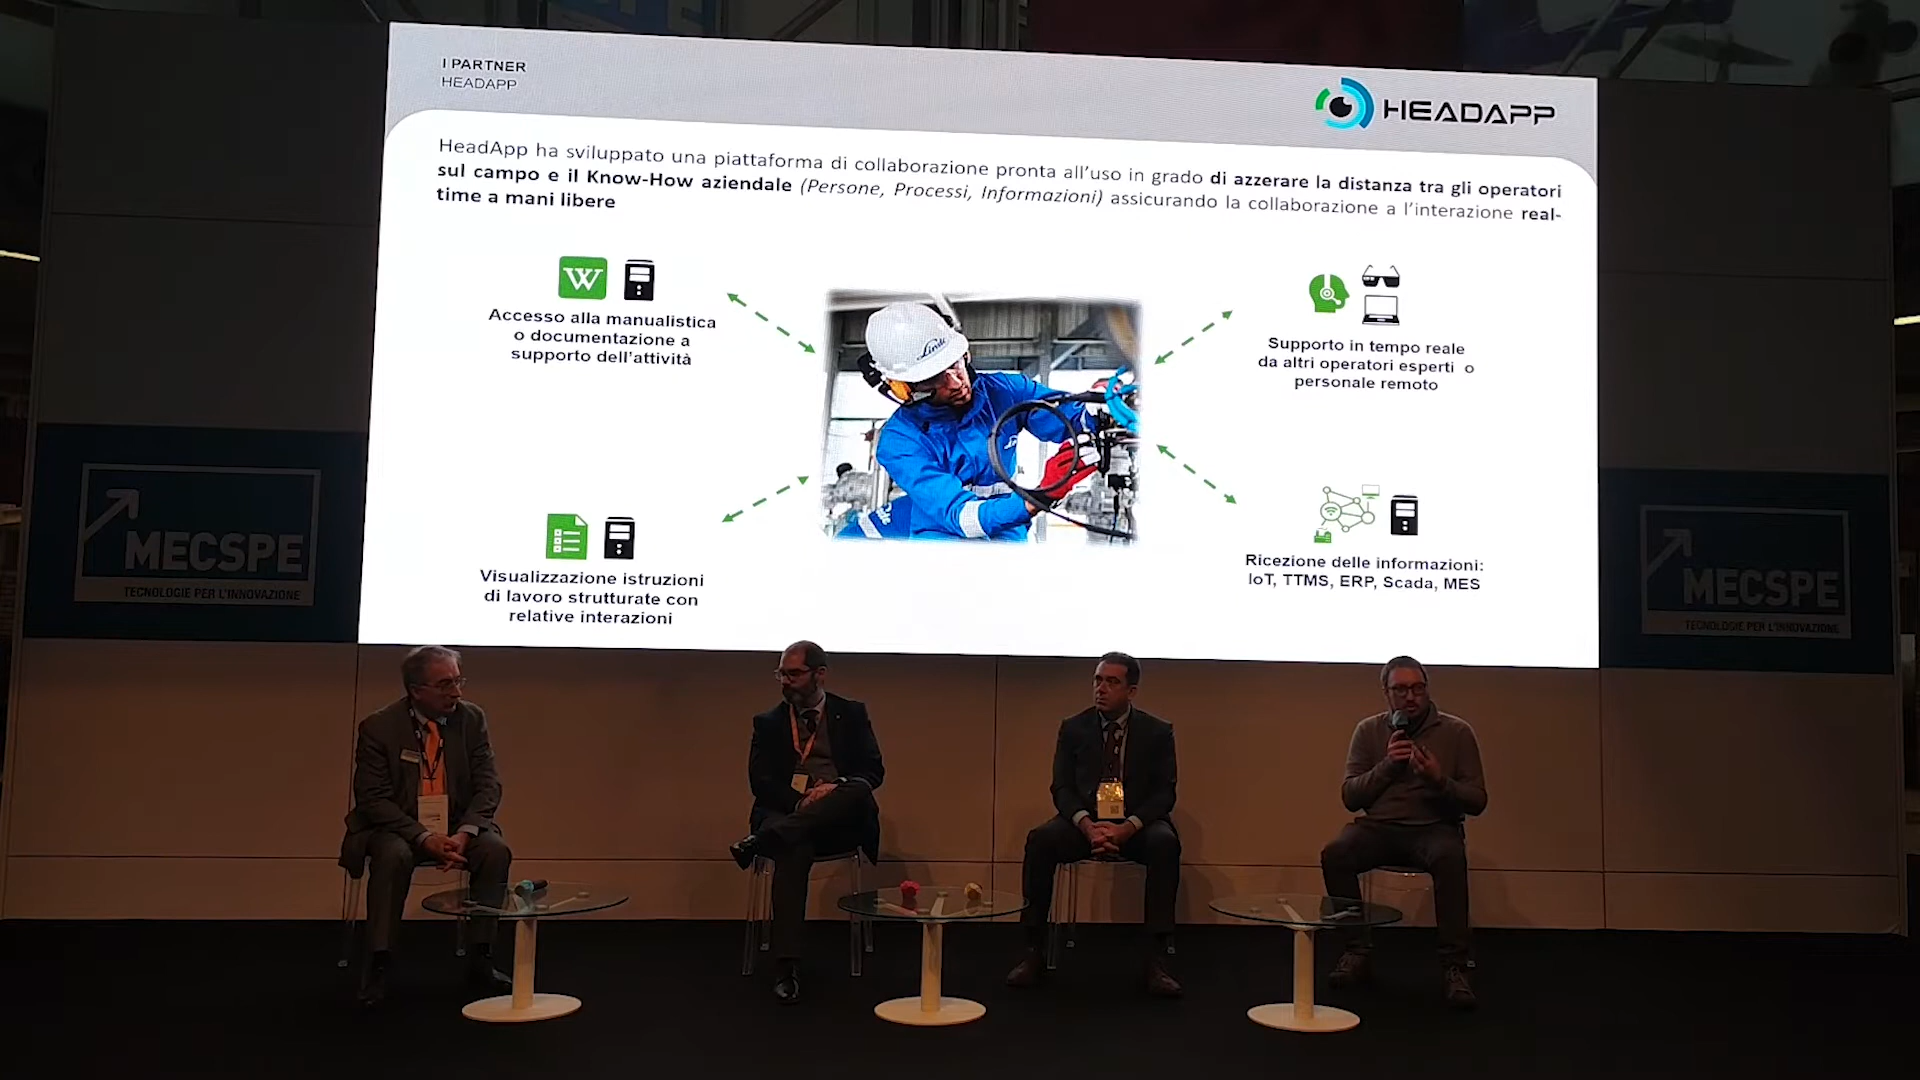 I PARTNER
HEADAPP
HEADAPP
HeadApp ha sviluppato una piattaforma di collaborazione pronta all'uso in grado di azzerare la distanza tra gli operatori
sul campo e il Know-How aziendale (Persone, Processi, Informazioni) assicurando la collaborazione a l'interazione real-
time a mani libere
W
Accesso alla manualistica
o documentazione a
supporto dell'attività
Linde
Supporto in tempo reale
da altri operatori esperti o
personale remoto
Visualizzazione istruzioni
di lavoro strutturate con
relative interazioni
Ricezione delle informazioni:
IoT, TTMS, ERP, Scada, MES
MECSPE
TECNOLOGIE PER L'INNOVAZIONE
MECSPE
TECNOLOGIE PER L'INNOVAZIONE